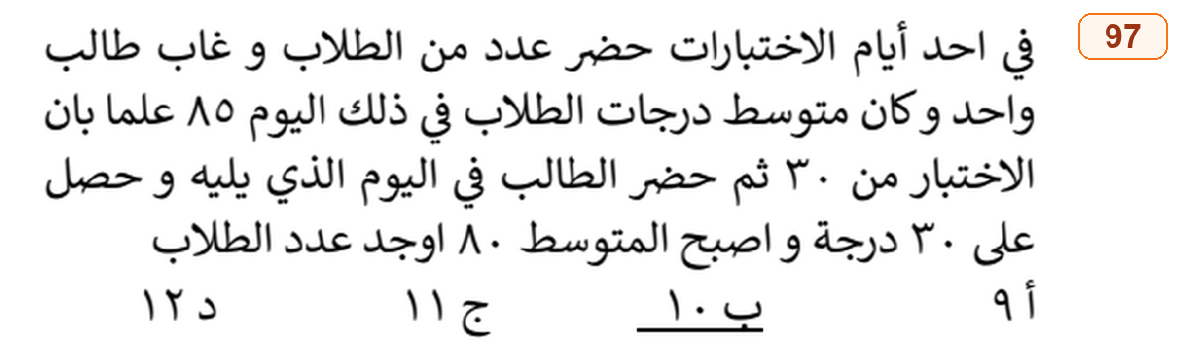 97
في احد أيام الاختبارات حضر عدد من الطلاب و غاب طالب
واحد و كان متوسط درجات الطلاب في ذلك اليوم ٨٥ علما بان
الاختبار من ٣٠ ثم حضر الطالب في اليوم الذي يليه و حصل
على ٣٠ درجة و اصبح المتوسط ٨٠ اوجد عدد الطلاب
أ ٩ ب ١٠ ج ١١ د ١٢